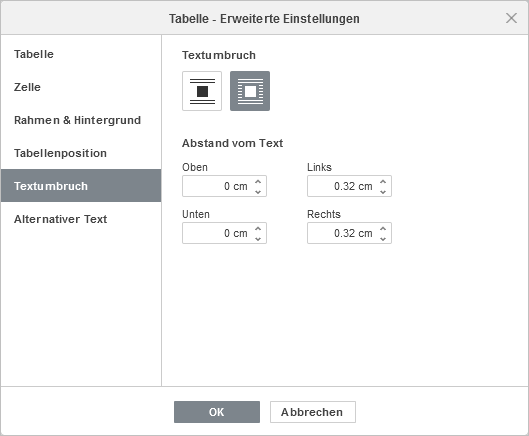 Tabelle - Erweiterte Einstellungen
Tabelle
Zelle
Rahmen & Hintergrund
Tabellenposition
Textumbruch
Alternativer Text
Textumbruch
Abstand vom Text
Oben
Links
0 cm
0.32 cm
Unten
Rechts
0 cm
0.32 cm
OK
Abbrechen